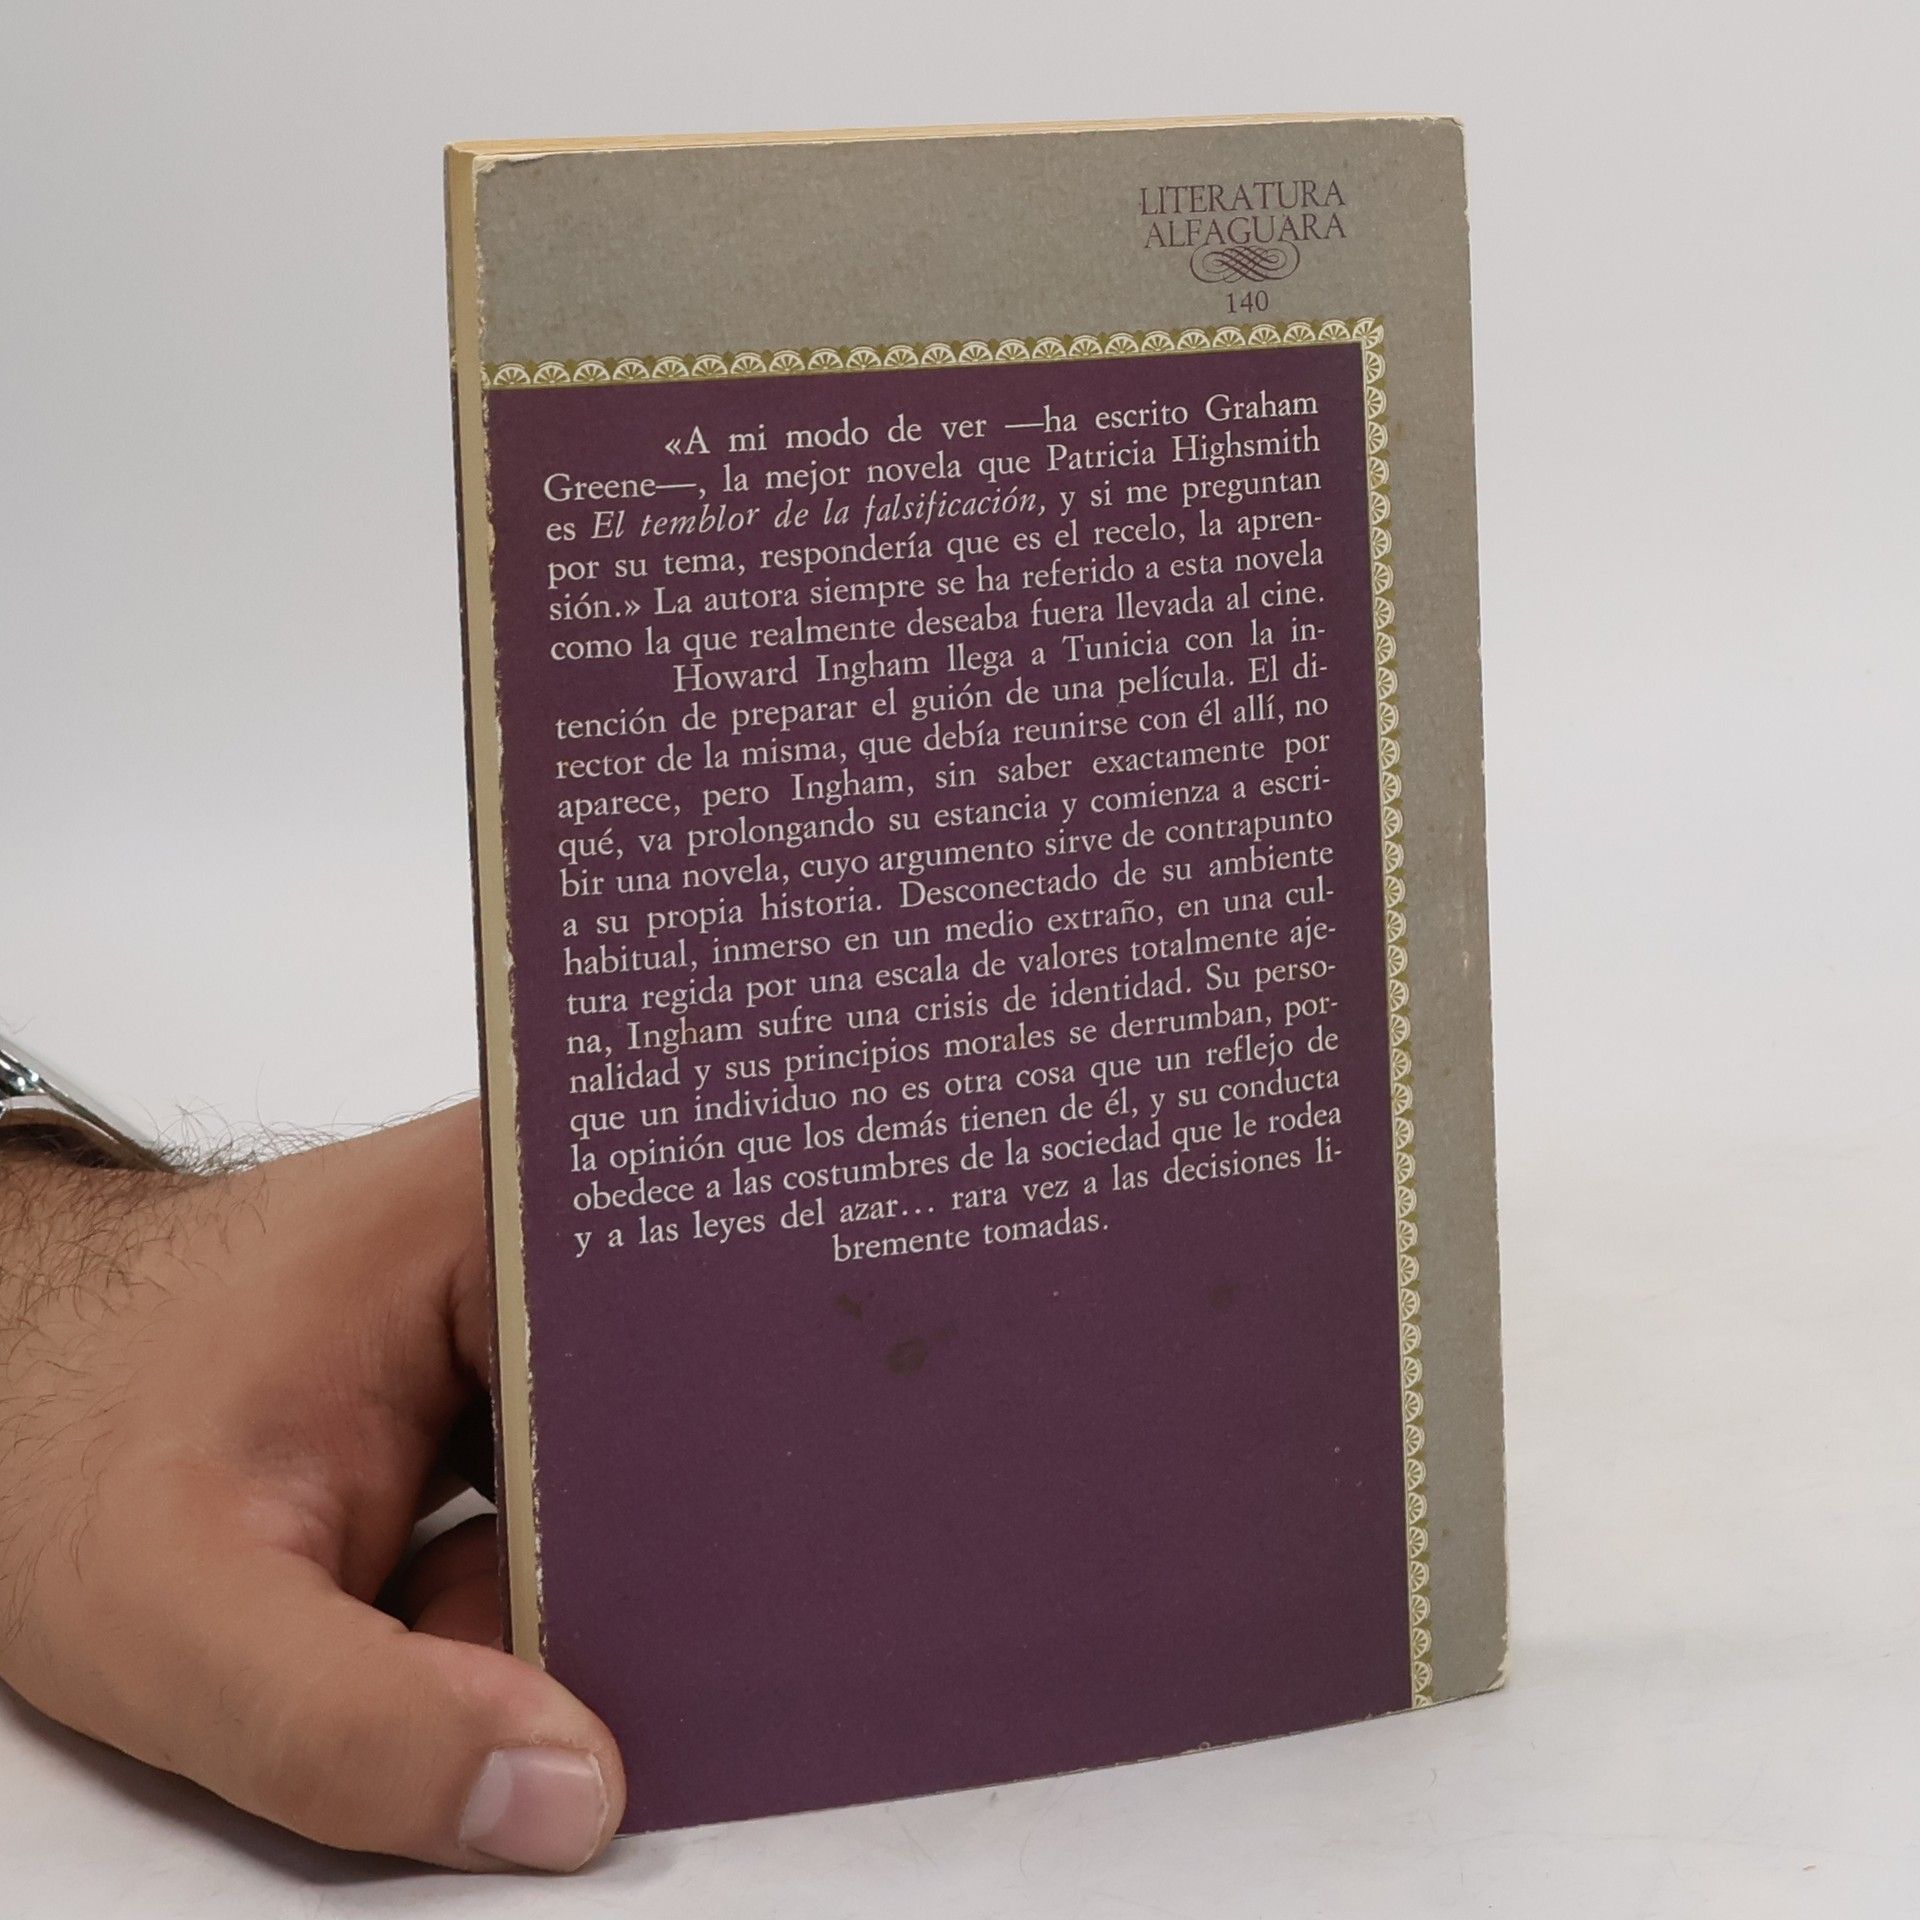 LITERATURA
ALFAGUARA
140
«A mi modo de ver —ha escrito Graham
Greene—, la mejor novela que Patricia Highsmith
es El temblor de la falsificación, y si me preguntan
por su tema, respondería que es el recelo, la apren-
sión.» La autora siempre se ha referido a esta novela
como la que realmente deseaba fuera llevada al cine.
Howard Ingham llega a Tunicia con la in-
tención de preparar el guión de una película. El di-
rector de la misma, que debía reunirse con él allí, no
aparece, pero Ingham, sin saber exactamente por
qué, va prolongando su estancia y comienza a escri-
bir una novela, cuyo argumento sirve de contrapunto
a su propia historia. Desconectado de su ambiente
habitual, inmerso en un medio extraño, en una cul-
tura regida por una escala de valores totalmente aje-
na, Ingham sufre una crisis de identidad. Su perso-
nalidad y sus principios morales se derrumban, por-
que un individuo no es otra cosa que un reflejo de
la opinión que los demás tienen de él, y su conducta
obedece a las costumbres de la sociedad que le rodea
y a las leyes del azar... rara vez a las decisiones li-
bremente tomadas.